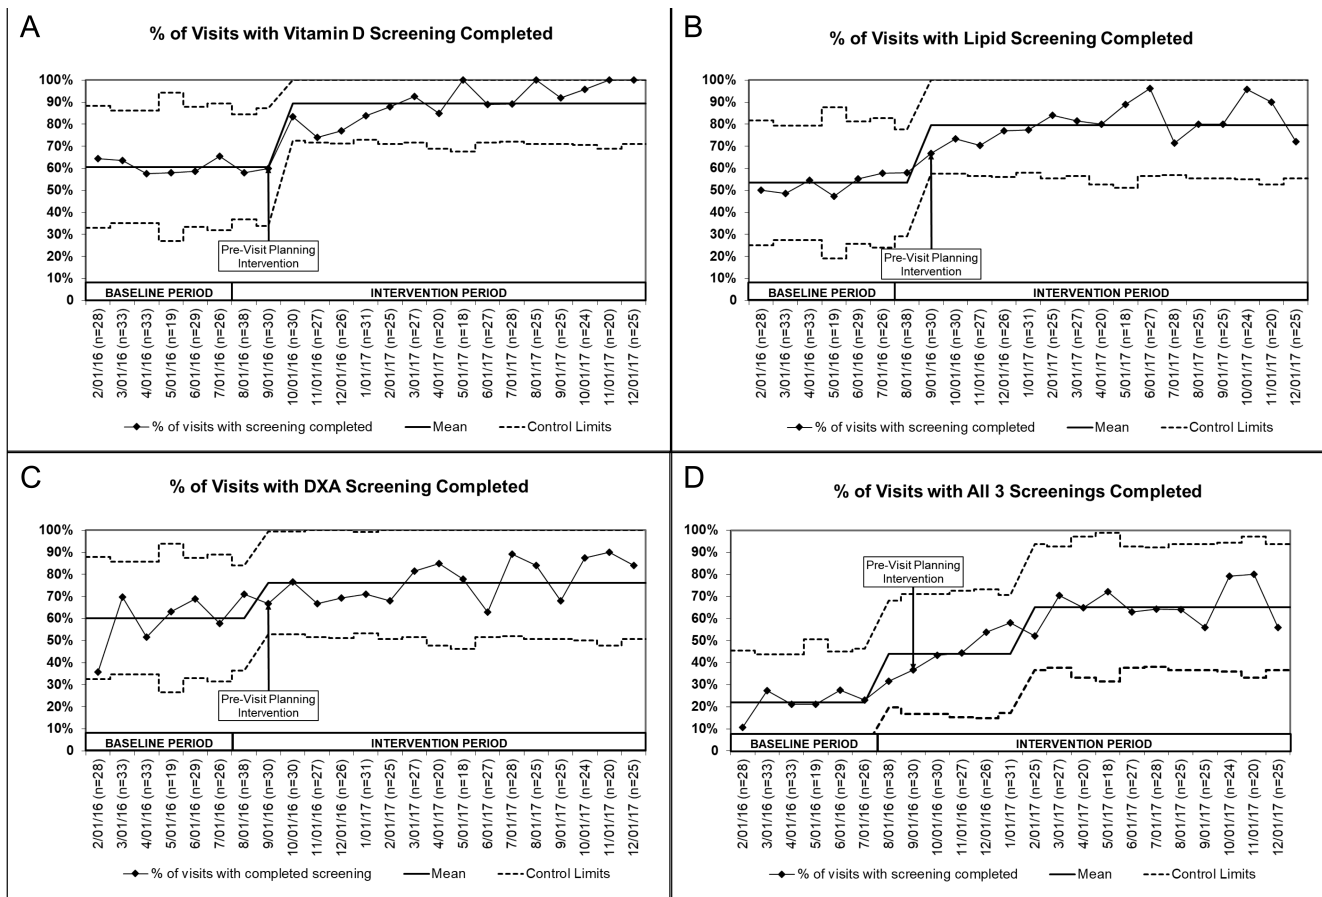 A
% of Visits with Vitamin D Screening Completed
100%
90%
80%
70%
60%
50%
40%
30%
20%
10%
0
Pre-Visit Planning
Intervention
BASELINE PERIOD
INTERVENTION PERIOD
2/01/16 (n=28)
3/01/16 (n=33)
4/01/16 (n=33)
5/01/16 (n=19)
6/01/16 (n=29)
7/01/16 (n=26)
8/01/16 (n=38)
9/01/16 (n=30)
10/01/16 (n=30)
11/01/16 (n=27)
12/01/16 (n=26)
1/01/17 (n=31)
2/01/17 (n=25)
3/01/17 (n=27)
4/01/17 (n=20)
5/01/17 (n=18)
6/01/17 (n=27)
7/01/17 (n=28)
8/01/17 (n=25)
9/01/17 (n=25)
10/01/17 (n=24)
11/01/17 (n=20)
12/01/17 (n=25)
% of visits with screening completed
Mean
Control Limits
B
% of Visits with Lipid Screening Completed
100%
90%
80%
70%
60%
50%
40%
30%
20%
10%
0
Pre-Visit Planning
Intervention
BASELINE PERIOD
INTERVENTION PERIOD
2/01/16 (n=28)
3/01/16 (n=33)
4/01/16 (n=33)
5/01/16 (n=19)
6/01/16 (n=29)
7/01/16 (n=26)
8/01/16 (n=38)
9/01/16 (n=30)
10/01/16 (n=30)
11/01/16 (n=27)
12/01/16 (n=26)
1/01/17 (n=31)
2/01/17 (n=25)
3/01/17 (n=27)
4/01/17 (n=20)
5/01/17 (n=18)
6/01/17 (n=27)
7/01/17 (n=28)
8/01/17 (n=25)
9/01/17 (n=25)
10/01/17 (n=24)
11/01/17 (n=20)
12/01/17 (n=25)
% of visits with screening completed
Mean
Control Limits
C
% of Visits with DXA Screening Completed
100%
90%
80%
70%
60%
50%
40%
30%
20%
10%
0
Pre-Visit Planning
Intervention
BASELINE PERIOD
INTERVENTION PERIOD
2/01/16 (n=28)
3/01/16 (n=33)
4/01/16 (n=33)
5/01/16 (n=19)
6/01/16 (n=29)
7/01/16 (n=26)
8/01/16 (n=38)
9/01/16 (n=30)
10/01/16 (n=30)
11/01/16 (n=27)
12/01/16 (n=26)
1/01/17 (n=31)
2/01/17 (n=25)
3/01/17 (n=27)
4/01/17 (n=20)
5/01/17 (n=18)
6/01/17 (n=27)
7/01/17 (n=28)
8/01/17 (n=25)
9/01/17 (n=25)
10/01/17 (n=24)
11/01/17 (n=20)
12/01/17 (n=25)
% of visits with completed screening
Mean
Control Limits
D
% of Visits with All 3 Screenings Completed
100%
90%
80%
70%
60%
50%
40%
30%
20%
10%
0
Pre-Visit Planning
Intervention
BASELINE PERIOD
INTERVENTION PERIOD
2/01/16 (n=28)
3/01/16 (n=33)
4/01/16 (n=33)
5/01/16 (n=19)
6/01/16 (n=29)
7/01/16 (n=26)
8/01/16 (n=38)
9/01/16 (n=30)
10/01/16 (n=30)
11/01/16 (n=27)
12/01/16 (n=26)
1/01/17 (n=31)
2/01/17 (n=25)
3/01/17 (n=27)
4/01/17 (n=20)
5/01/17 (n=18)
6/01/17 (n=27)
7/01/17 (n=28)
8/01/17 (n=25)
9/01/17 (n=25)
10/01/17 (n=24)
11/01/17 (n=20)
12/01/17 (n=25)
% of visits with screening completed
Mean
Control Limits